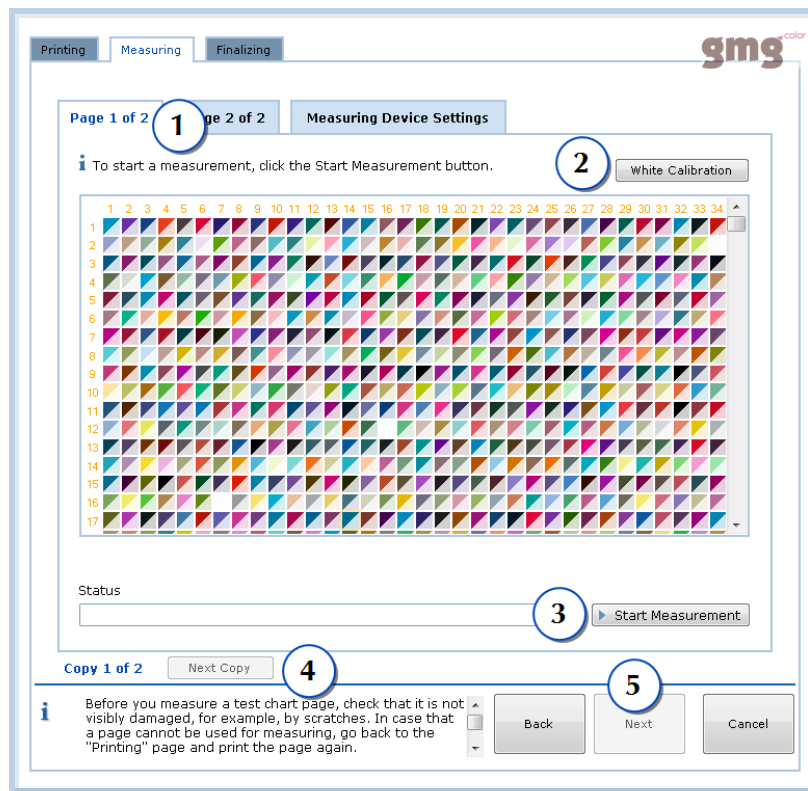 Printing Measuring Finalizing
gmg color
Page 1 of 2 1 ge 2 of 2 Measuring Device Settings
i To start a measurement, click the Start Measurement button. 2 White Calibration
1 2 3 4 5 6 7 8 9 10 11 12 13 14 15 16 17 18 19 20 21 22 23 24 25 26 27 28 29 30 31 32 33 34
1
2
3
4
5
6
7
8
9
10
11
12
13
14
15
16
17
Status
3 Start Measurement
Copy 1 of 2 Next Copy 4
5
i Before you measure a test chart page, check that it is not
visibly damaged, for example, by scratches. In case that
a page cannot be used for measuring, go back to the
"Printing" page and print the page again.
Back Next Cancel